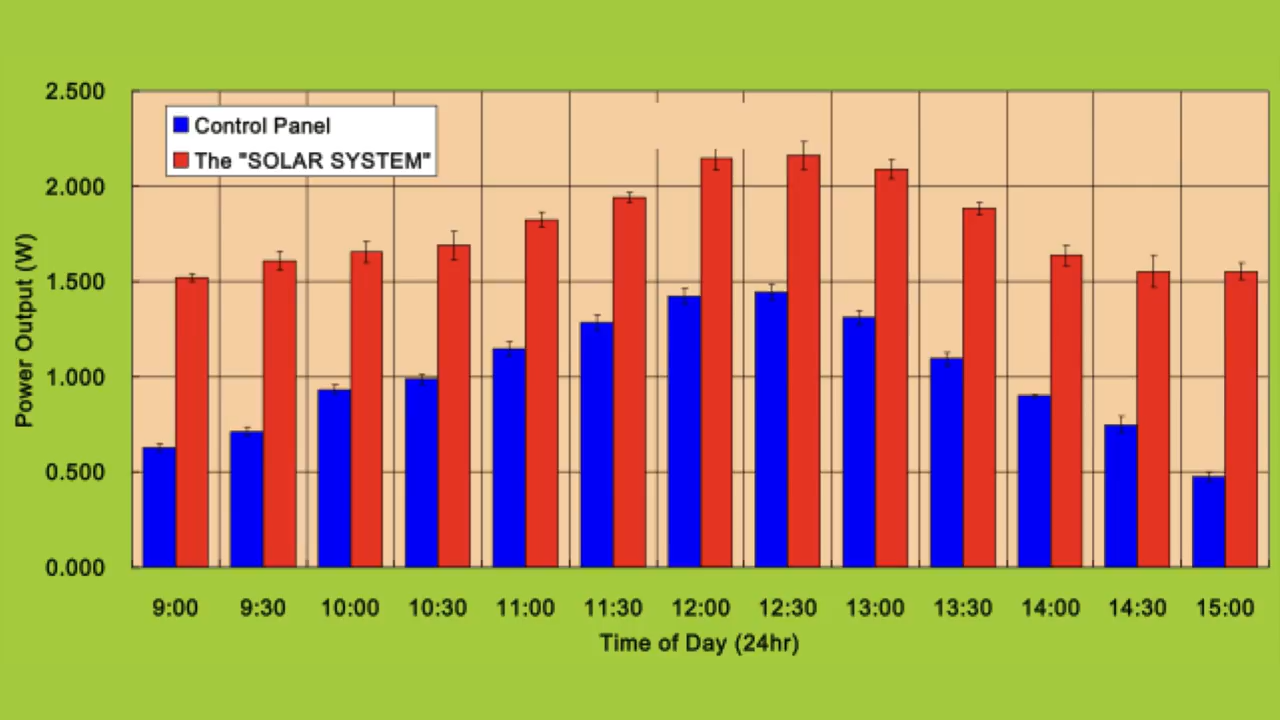 2.500
2.000
1.500
1.000
0.500
0.000
Power Output (W)
Control Panel
The "SOLAR SYSTEM"
9:00 9:30 10:00 10:30 11:00 11:30 12:00 12:30 13:00 13:30 14:00 14:30 15:00
Time of Day (24hr)